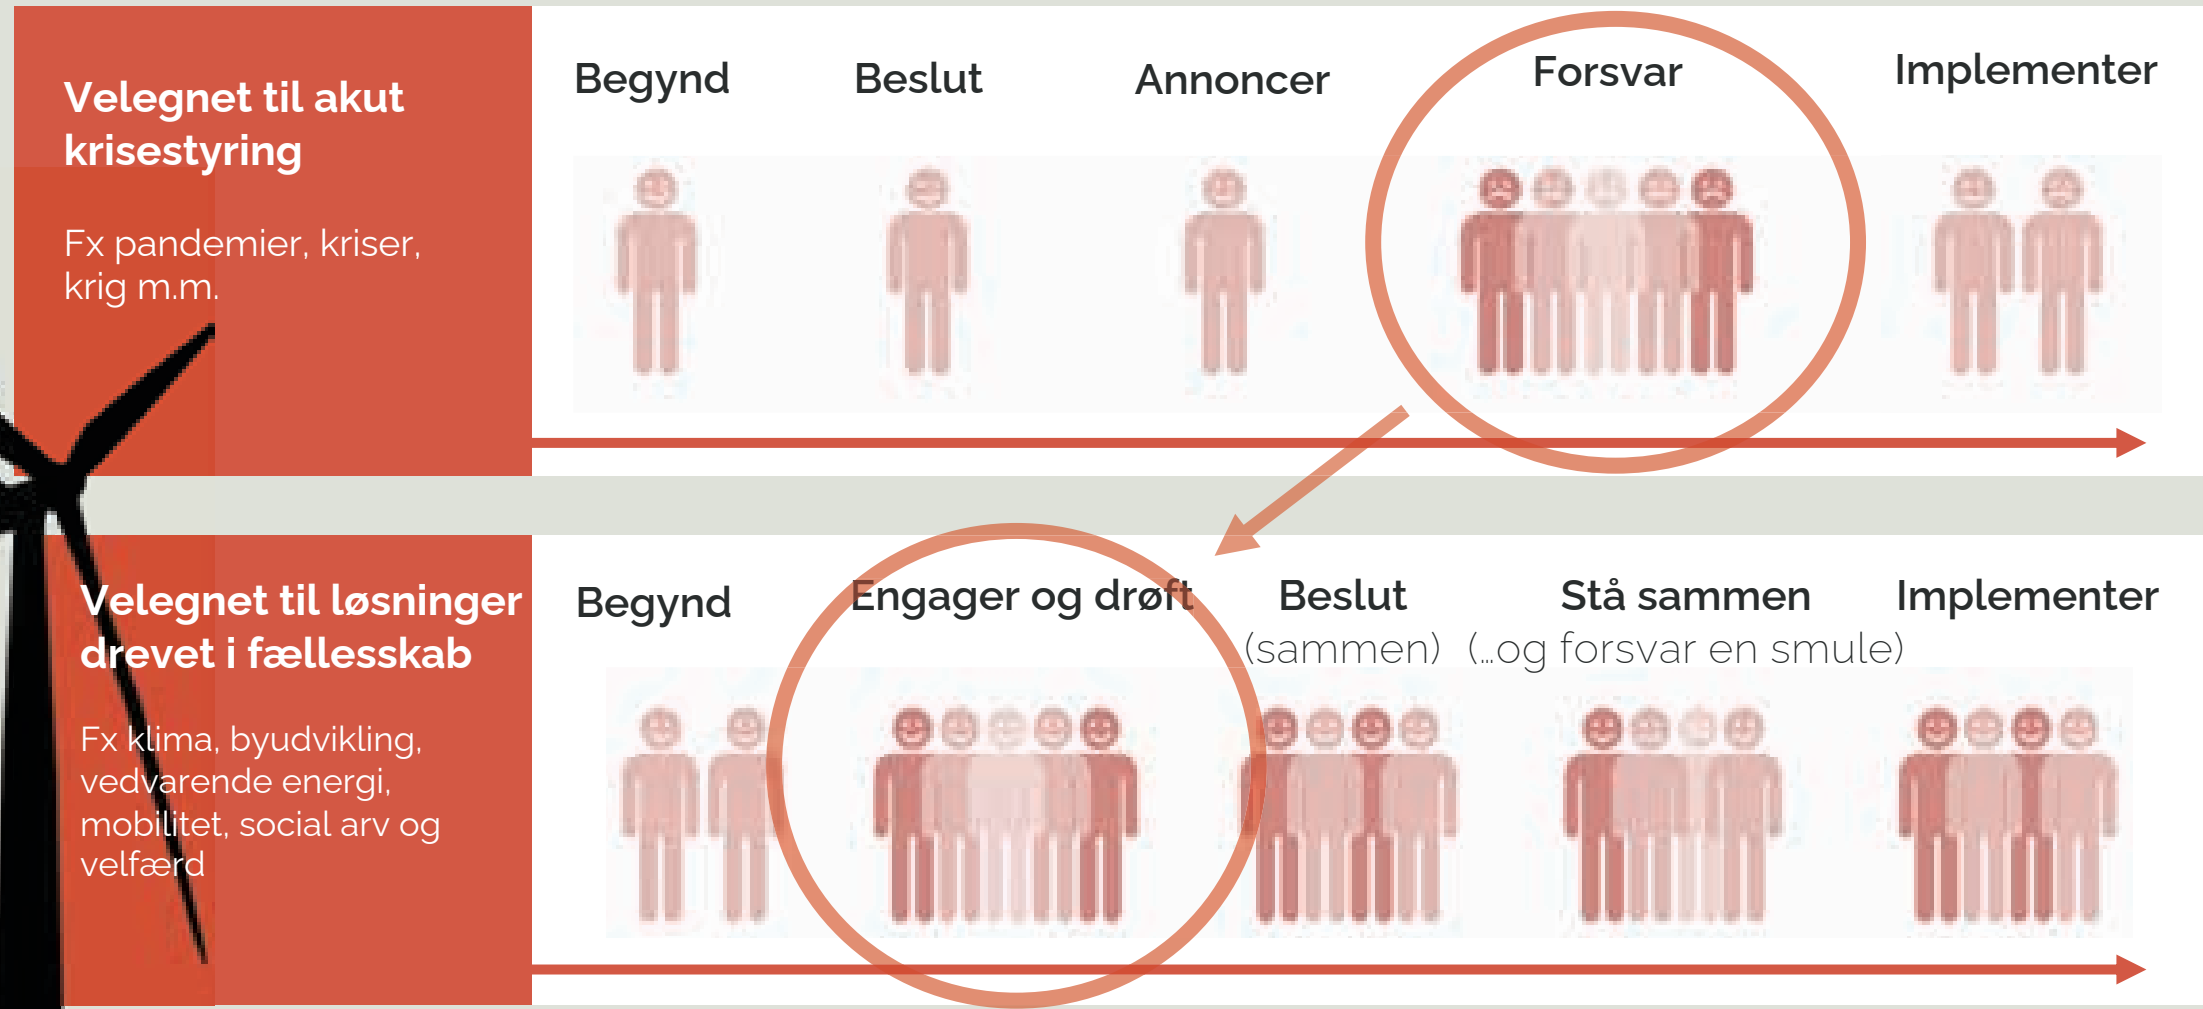 Velegnet til akut
krisestyring
Fx pandemier, kriser,
krig m.m.
Begynd
Beslut
Annoncer
Forsvar
Implementer
Velegnet til løsninger
drevet i fællesskab
Fx klima, byudvikling,
vedvarende energi,
mobilitet, social arv og
velfærd
Begynd
Engager og drøft
Beslut
(sammen)
Stå sammen
(...og forsvar en smule)
Implementer